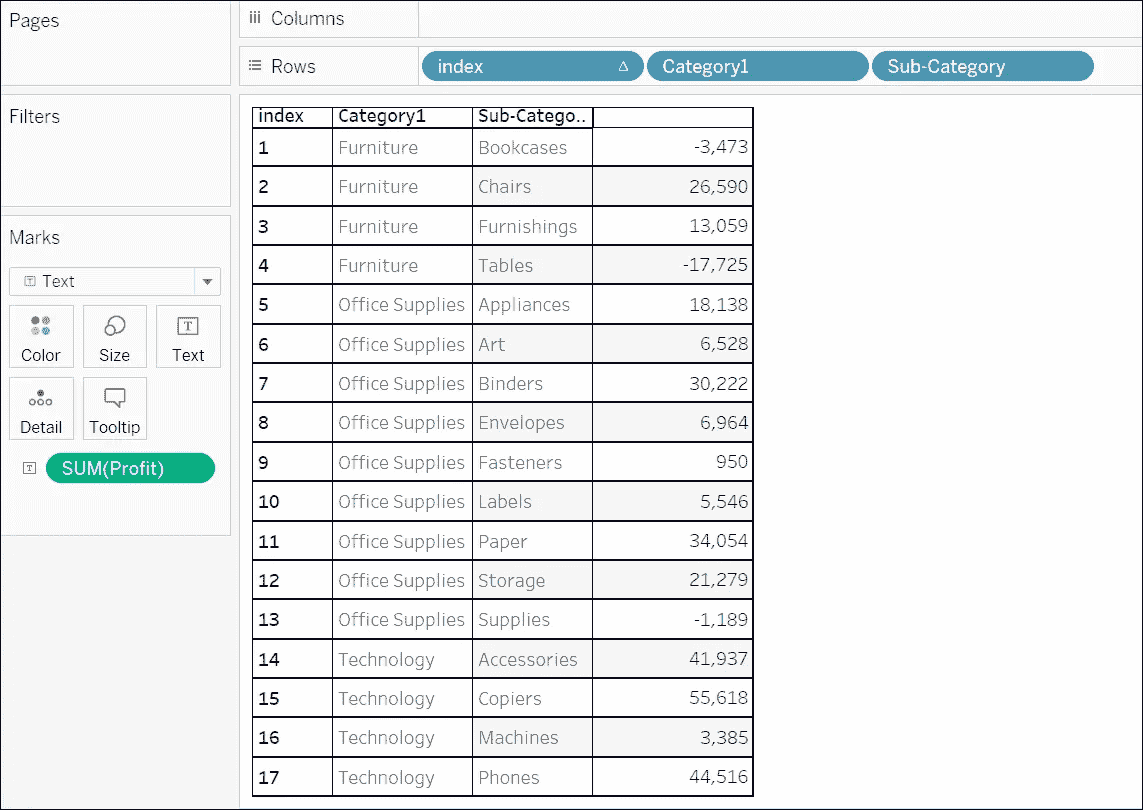 Pages
iii Columns
Rows index Δ Category1 Sub-Category
Filters
Marks
T Text
Color Size T Text
Detail Tooltip
T SUM(Profit)
index Category1 Sub-Catego..
1 Furniture Bookcases -3,473
2 Furniture Chairs 26,590
3 Furniture Furnishings 13,059
4 Furniture Tables -17,725
5 Office Supplies Appliances 18,138
6 Office Supplies Art 6,528
7 Office Supplies Binders 30,222
8 Office Supplies Envelopes 6,964
9 Office Supplies Fasteners 950
10 Office Supplies Labels 5,546
11 Office Supplies Paper 34,054
12 Office Supplies Storage 21,279
13 Office Supplies Supplies -1,189
14 Technology Accessories 41,937
15 Technology Copiers 55,618
16 Technology Machines 3,385
17 Technology Phones 44,516